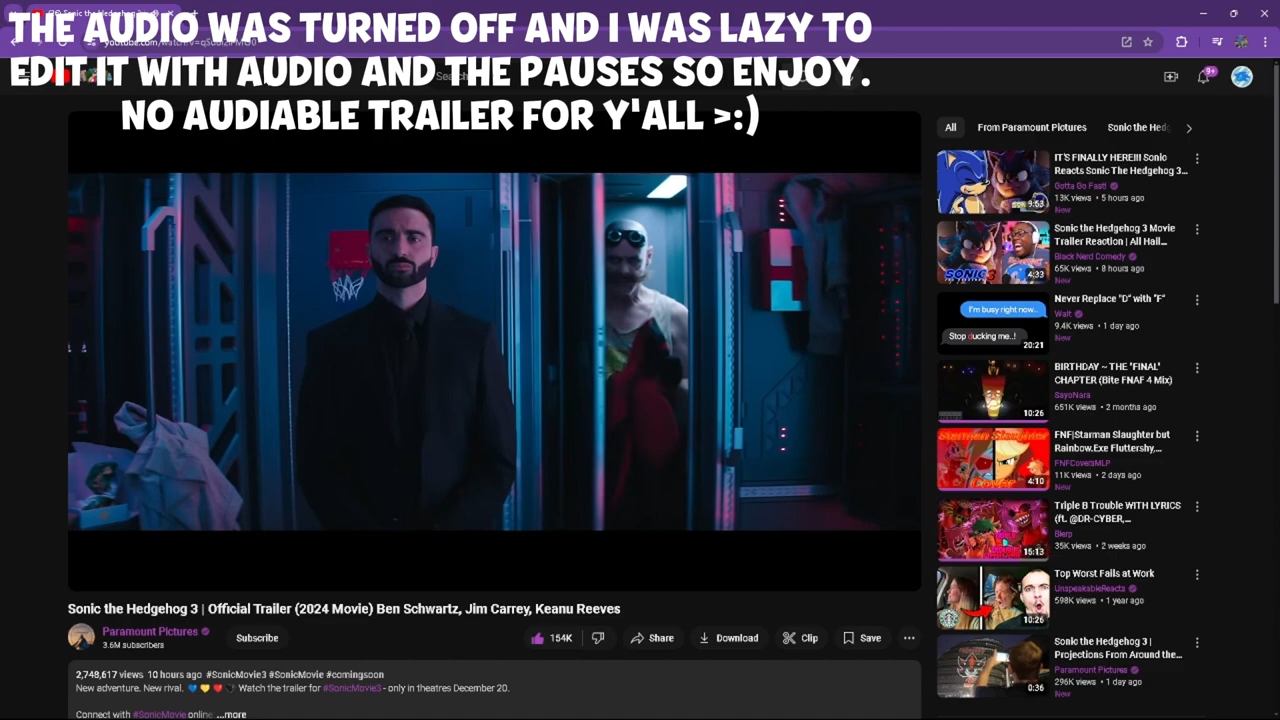 THE AUDIO WAS TURNED OFF AND I WAS LAZY TO
EDIT IT WITH AUDIO AND THE PAUSES SO ENJOY.
NO AUDIABLE TRAILER FOR Y'ALL >:)
9+
All
From Paramount Pictures
Sonic the Hed
IT'S FINALLY HERE!!! Sonic
Reacts Sonic The Hedgehog 3...
Gotta Go Fast!
13K views • 5 hours ago
New
9:53
Sonic the Hedgehog 3 Movie
Trailer Reaction | All Hail...
Black Nerd Comedy
65K views • 8 hours ago
New
SONIC
4:33
Never Replace "D" with "F"
Walt
9.4K views • 1 day ago
New
I'm busy right now..
Stop ducking me..!
20:21
BIRTHDAY ~ THE "FINAL"
CHAPTER (Bite FNAF 4 Mix)
SayoNara
651K views • 2 months ago
10:26
FNF|Starman Slaughter but
Rainbow.Exe Fluttershy,...
FNFCoversMLP
11K views • 2 days ago
New
Starman Slaughter
4:10
Triple B Trouble WITH LYRICS
(ft. @DR-CYBER,...
Blerp
35K views • 2 weeks ago
15:13
Top Worst Fails at Work
UnspeakableReacts
598K views • 1 year ago
10:26
Sonic the Hedgehog 3 |
Projections From Around the...
Paramount Pictures
296K views • 1 day ago
New
0:36
Sonic the Hedgehog 3 | Official Trailer (2024 Movie) Ben Schwartz, Jim Carrey, Keanu Reeves
Paramount Pictures
3.6M subscribers
Subscribe
154K
Share
Download
Clip
Save
2,748,617 views 10 hours ago #SonicMovie3 #SonicMovie #comingsoon
New adventure. New rival. 💙 💛 ❤️ 🖤 Watch the trailer for #SonicMovie3 - only in theatres December 20.
Connect with #SonicMovie online ...more